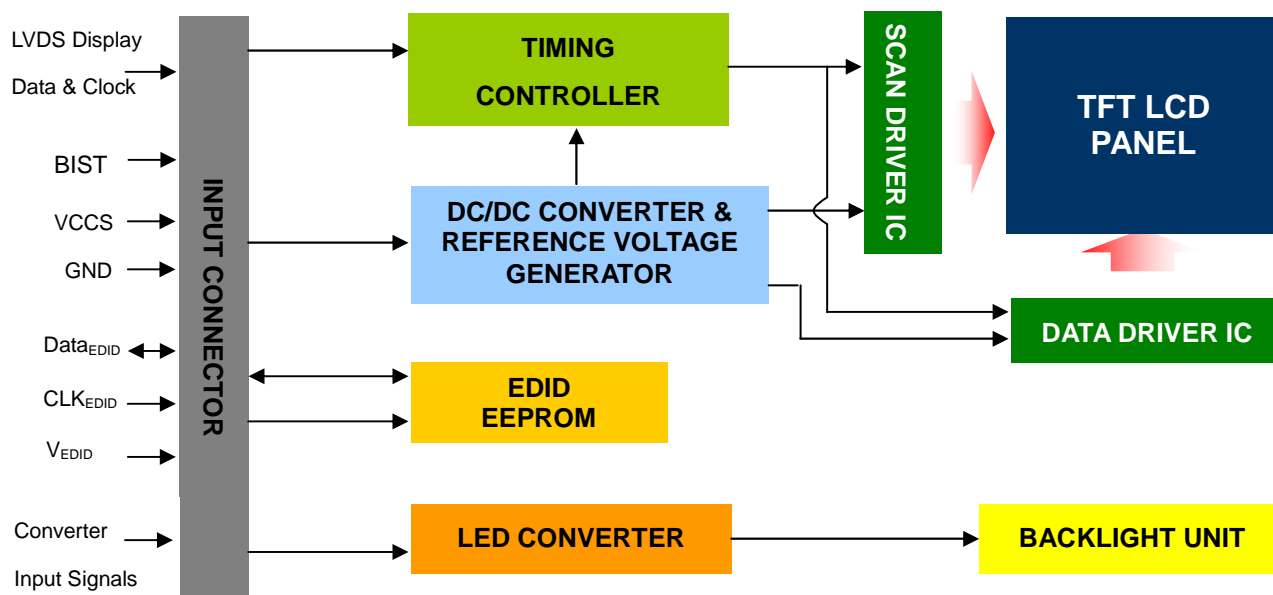 LVDS Display
Data & Clock
BIST
VCCS
GND
DataEDID
CLKEDID
VEDID
Converter
Input Signals
INPUT CONNECTOR
TIMING
CONTROLLER
DC/DC CONVERTER &
REFERENCE VOLTAGE
GENERATOR
EDID
EEPROM
LED CONVERTER
SCAN DRIVER IC
TFT LCD
PANEL
DATA DRIVER IC
BACKLIGHT UNIT